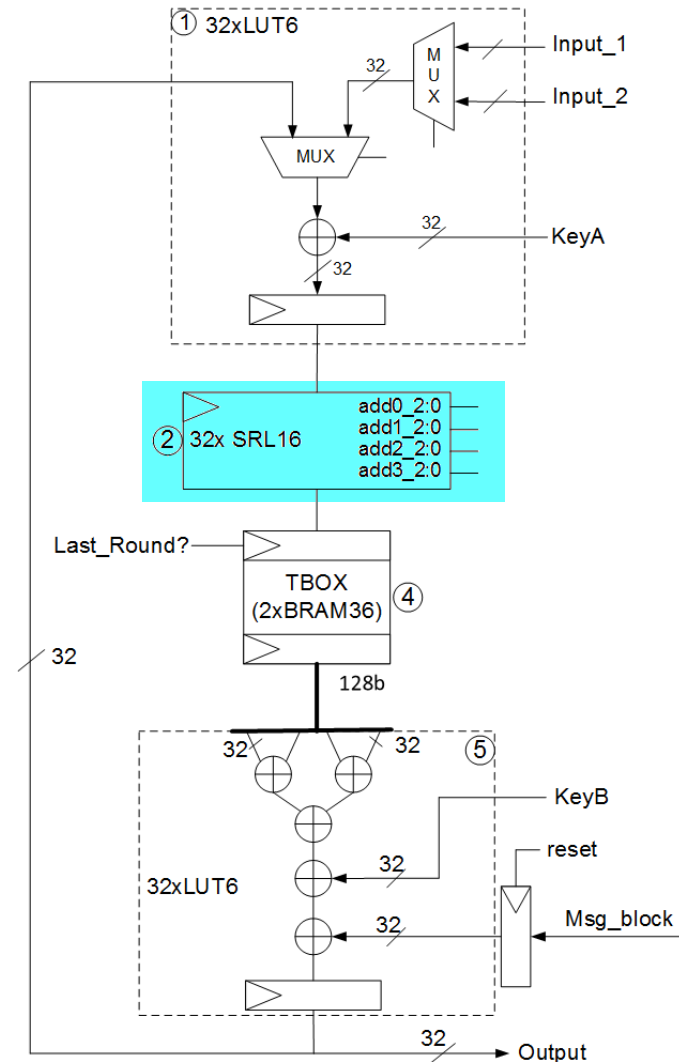 1 32xLUT6
MUX
Input_1
Input_2
32
MUX
32
KeyA
32
2 32x SRL16
add0_2:0
add1_2:0
add2_2:0
add3_2:0
Last_Round?
TBOX
(2xBRAM36)
4
32
128b
32
32
5
KeyB
32
reset
32xLUT6
32
Msg_block
32
Output